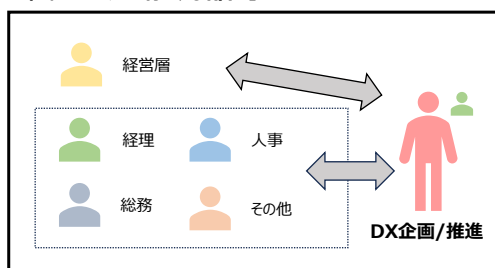 経営層
経理
人事
総務
その他
DX企画/推進